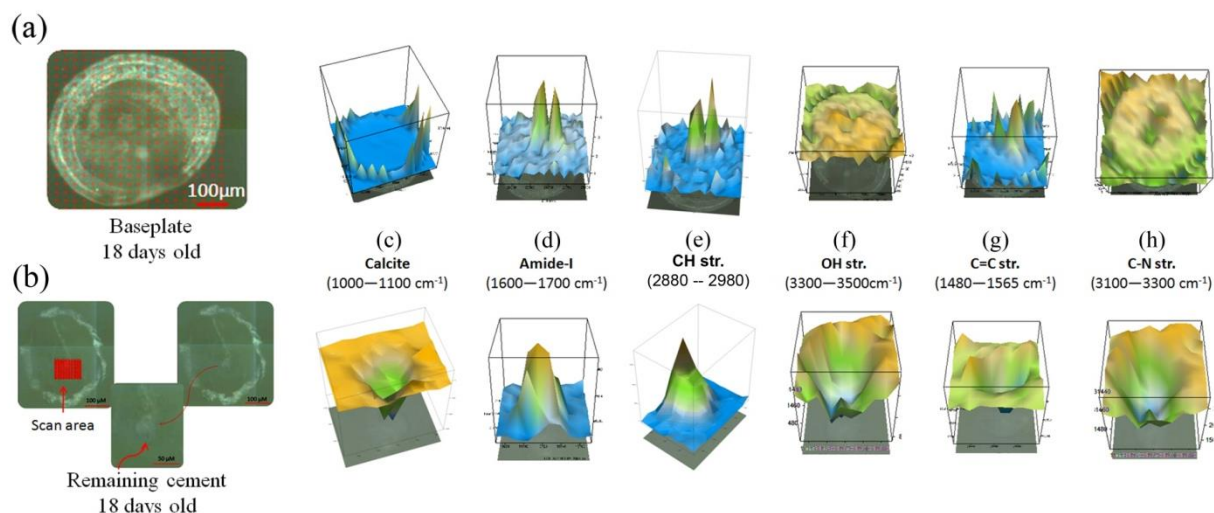 (a)
100µm
Baseplate
18 days old
(c)
Calcite
(1000—1100 cm⁻¹)
(d)
Amide-I
(1600—1700 cm⁻¹)
(e)
CH str.
(2880 -- 2980)
(f)
OH str.
(3300—3500cm⁻¹)
(g)
C=C str.
(1480—1565 cm⁻¹)
(h)
C-N str.
(3100—3300 cm⁻¹)
(b)
Scan area
100 µM
100 µM
50 µM
Remaining cement
18 days old